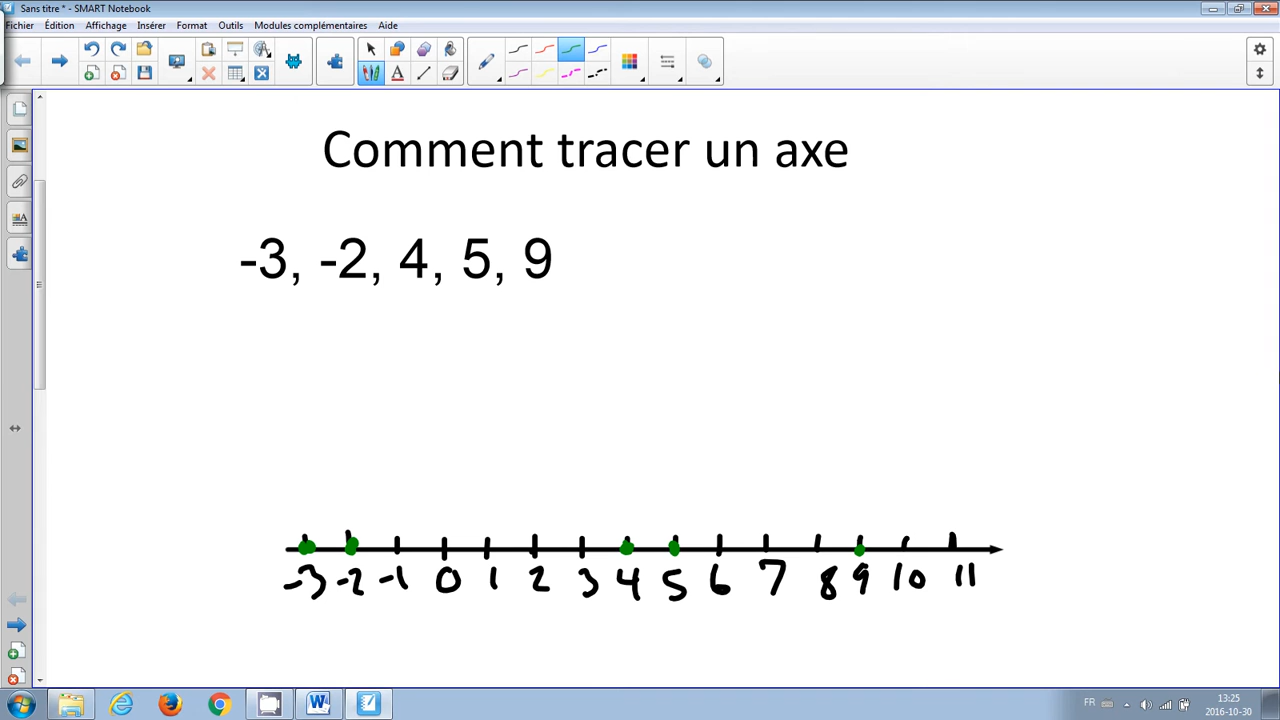 Sans titre * - SMART Notebook
Fichier Édition Affichage Insérer Format Outils Modules complémentaires Aide
Comment tracer un axe
-3, -2, 4, 5, 9
-3 -2 -1 0 1 2 3 4 5 6 7 8 9 10 11
FR
13:25
2016-10-30